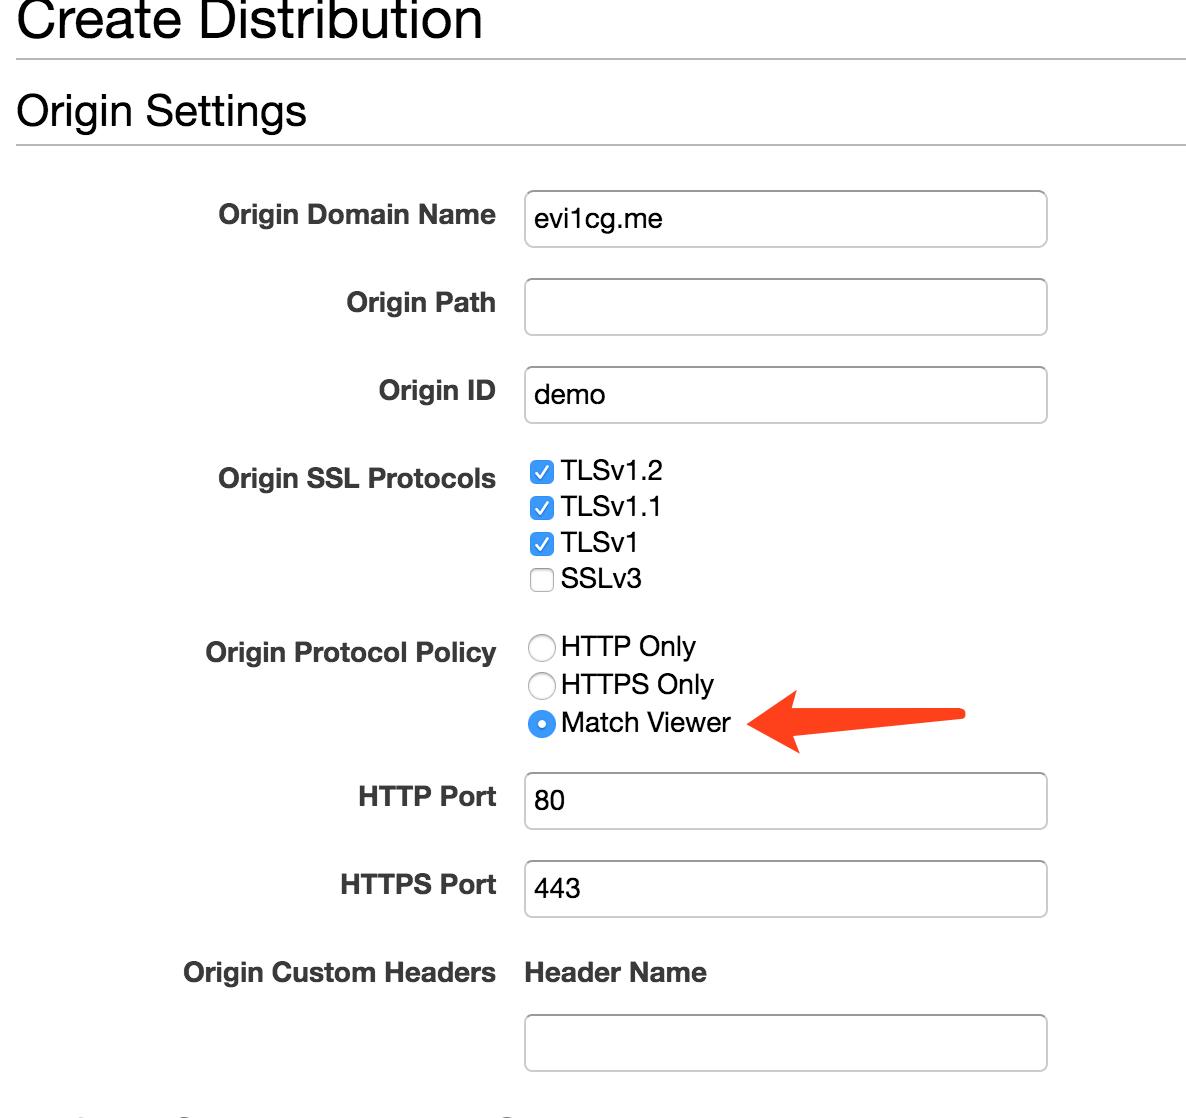 Create Distribution
Origin Settings
Origin Domain Name evi1cg.me
Origin Path
Origin ID demo
Origin SSL Protocols TLSv1.2
TLSv1.1
TLSv1
SSLv3
Origin Protocol Policy HTTP Only
HTTPS Only
Match Viewer
HTTP Port 80
HTTPS Port 443
Origin Custom Headers Header Name